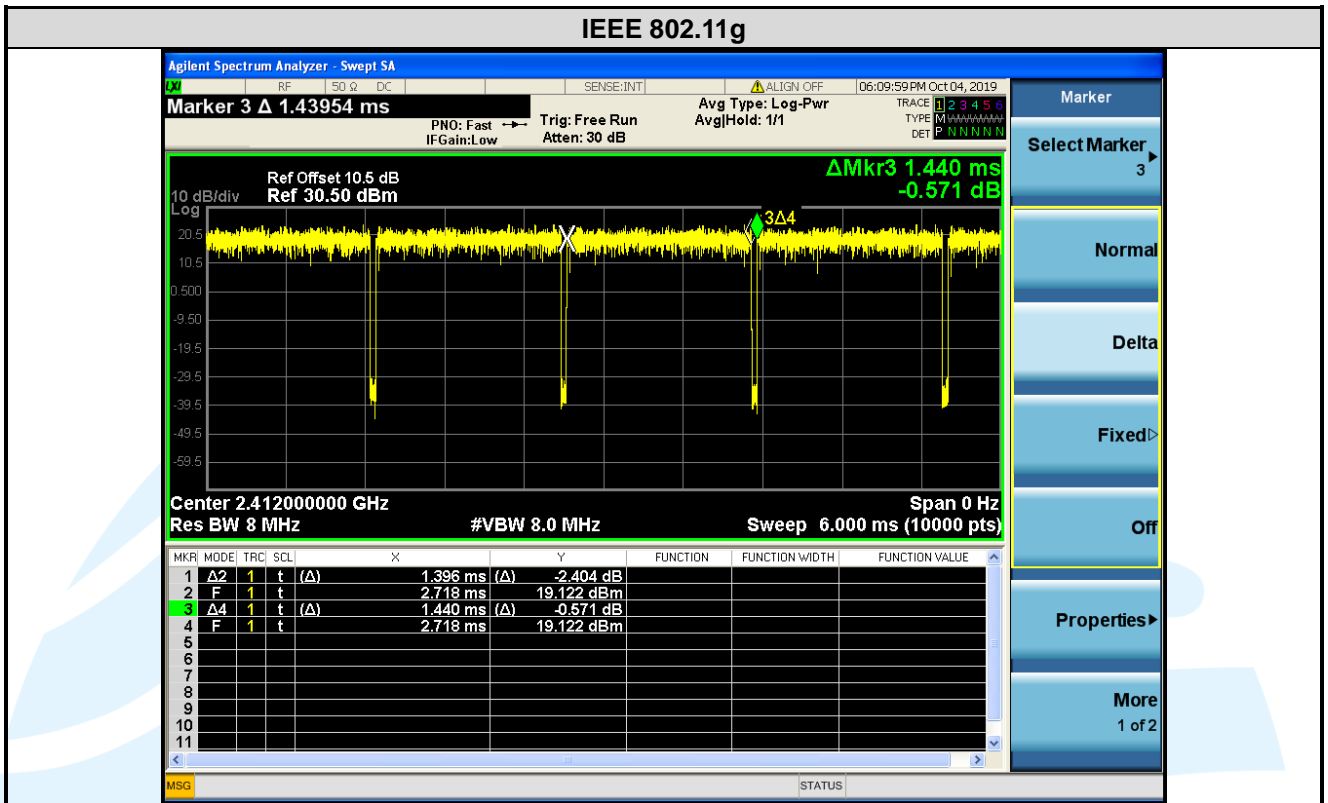 IEEE 802.11g
Agilent Spectrum Analyzer - Swept SA
LXI RF 50 Ω DC SENSE:INT ALIGN OFF 06:09:59 PM Oct 04, 2019
Marker 3 Δ 1.43954 ms
PNO: Fast
IFGain:Low
Trig: Free Run
Atten: 30 dB
Avg Type: Log-Pwr
Avg|Hold: 1/1
TRACE 1 2 3 4 5 6
TYPE M WWWWW
DET P N N N N N
ΔMkr3 1.440 ms
-0.571 dB
Ref Offset 10.5 dB
10 dB/div Ref 30.50 dBm
Log
3Δ4
20.5
10.5
0.500
-9.50
-19.5
-29.5
-39.5
-49.5
-59.5
Center 2.412000000 GHz Span 0 Hz
Res BW 8 MHz #VBW 8.0 MHz Sweep 6.000 ms (10000 pts)
MKR MODE TRC SCL X Y FUNCTION FUNCTION WIDTH FUNCTION VALUE
1 Δ2 1 t (Δ) 1.396 ms (Δ) -2.404 dB
2 F 1 t 2.718 ms 19.122 dBm
3 Δ4 1 t (Δ) 1.440 ms (Δ) -0.571 dB
4 F 1 t 2.718 ms 19.122 dBm
5
6
7
8
9
10
11
MSG STATUS
Marker
Select Marker
3
Normal
Delta
Fixed
Off
Properties
More
1 of 2